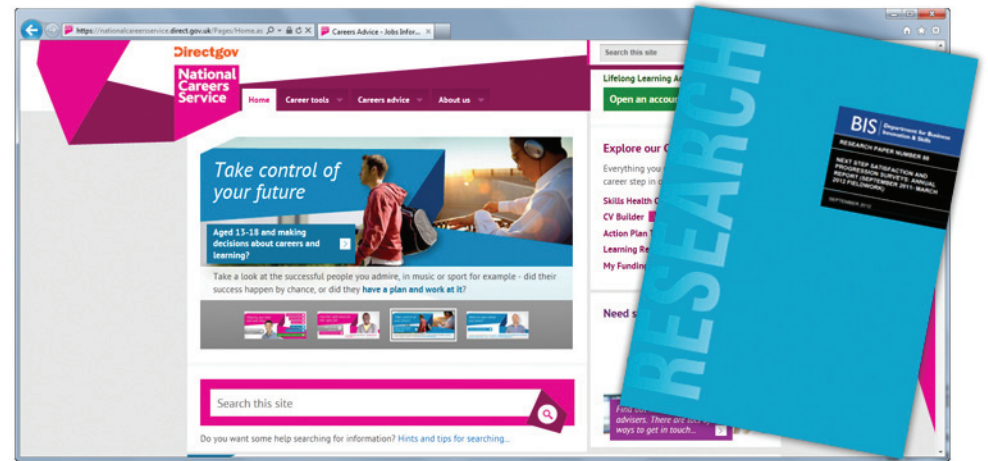 https://nationalcareersservice.direct.gov.uk/Pages/Home.as
Careers Advice - Jobs Infor...
Directgov
National
Careers
Service
Home
Career tools
Careers advice
About us
Search this site
Lifelong Learning Ac
Open an accou
Take control of
your future
Aged 13-18 and making
decisions about careers and
learning?
Take a look at the successful people you admire, in music or sport for example - did their
success happen by chance, or did they have a plan and work at it?
Search this site
Do you want some help searching for information? Hints and tips for searching...
Explore our
Everything you
career step in
Skills Health
CV Builder
Action Plan
Learning Re
My Fundin
Need s
advisers. There are
ways to get in touch...
RESEARCH
BIS Department for Business
Innovation & Skills
RESEARCH PAPER NUMBER 88
NEXT STEP SATISFACTION AND
PROGRESSION SURVEYS: ANNUAL
REPORT (SEPTEMBER 2011- MARCH
2012 FIELDWORK)
SEPTEMBER 2012